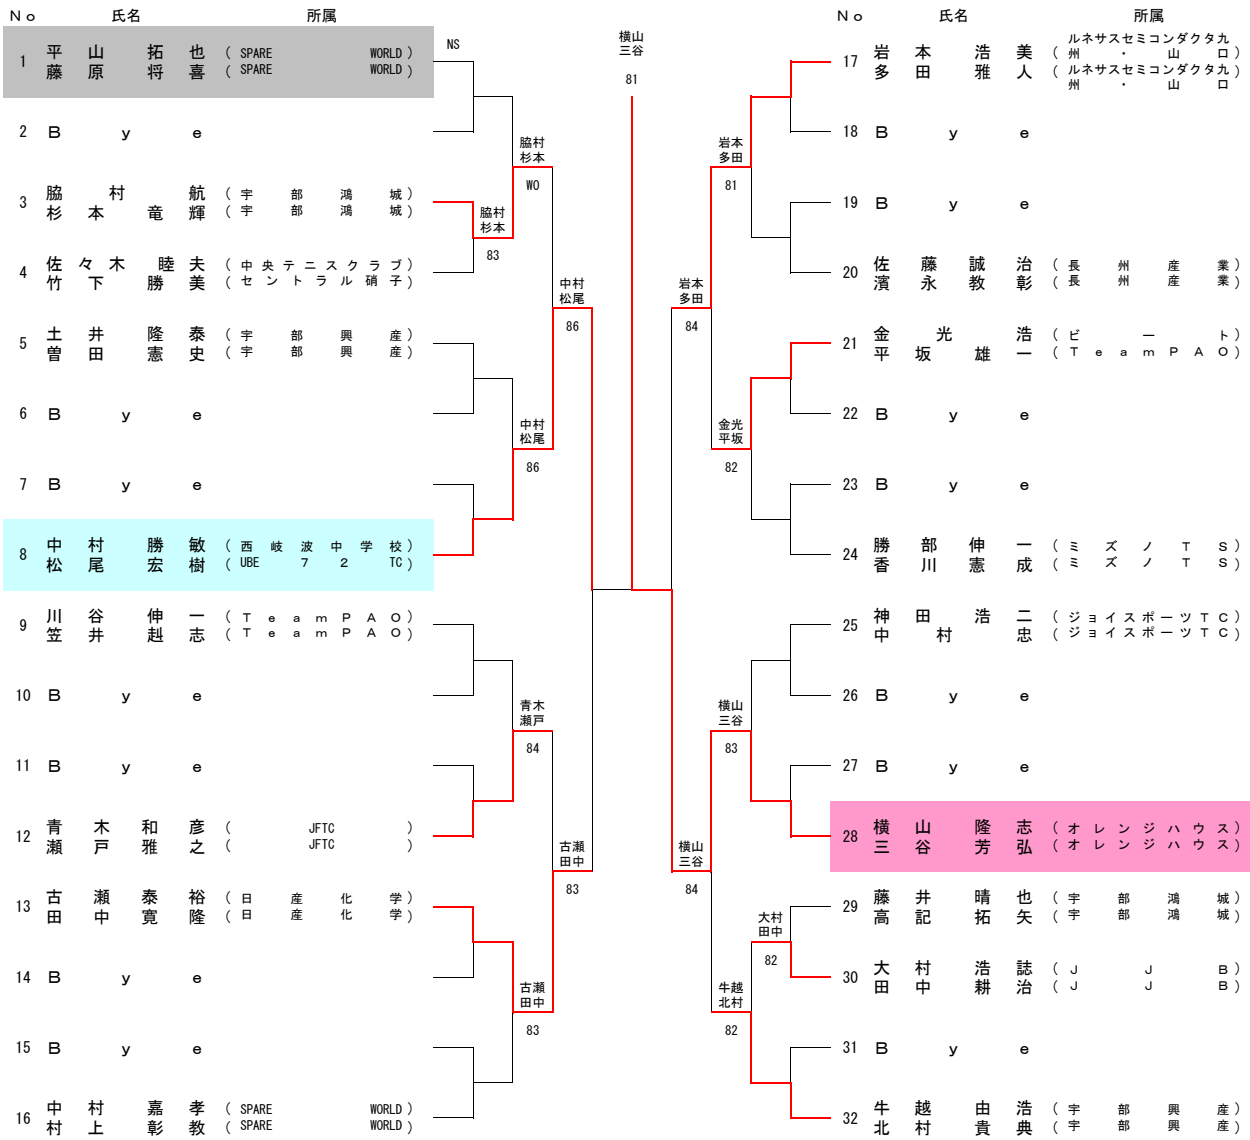 Ｎｏ 氏名 所属
1 平山 拓也 ( SPARE WORLD )
藤原 将喜 ( SPARE WORLD )
2 Ｂｙｅ
3 脇村 航 ( 宇部鴻城 )
杉本 竜輝 ( 宇部鴻城 )
4 佐々木 睦夫 ( 中央テニスクラブ )
竹下 勝美 ( セントラル硝子 )
5 土井 隆泰 ( 宇部興産 )
曽田 憲史 ( 宇部興産 )
6 Ｂｙｅ
7 Ｂｙｅ
8 中村 勝敏 ( 西岐波中学校 )
松尾 宏樹 ( UBE ７２ TC )
9 川谷 伸一 ( ＴｅａｍＰＡＯ )
笠井 赳志 ( ＴｅａｍＰＡＯ )
10 Ｂｙｅ
11 Ｂｙｅ
12 青木 和彦 ( JFTC )
瀬戸 雅之 ( JFTC )
13 古瀬 泰裕 ( 日産化学 )
田中 寛隆 ( 日産化学 )
14 Ｂｙｅ
15 Ｂｙｅ
16 中村 嘉孝 ( SPARE WORLD )
村上 彰教 ( SPARE WORLD )
NS
脇村
杉本
83
脇村
杉本
WO
中村
松尾
86
青木
瀬戸
84
古瀬
田中
83
中村
松尾
86
古瀬
田中
83
横山
三谷
81
岩本
多田
84
横山
三谷
84
岩本
多田
81
金光
平坂
82
横山
三谷
83
牛越
北村
82
大村
田中
82
Ｎｏ 氏名 所属
17 岩本 浩美 ( ルネサスセミコンダクタ九
州・山口 )
多田 雅人 ( ルネサスセミコンダクタ九
州・山口 )
18 Ｂｙｅ
19 Ｂｙｅ
20 佐藤 誠治 ( 長州産業 )
濱永 教彰 ( 長州産業 )
21 金光 浩 ( ビート )
平坂 雄一 ( ＴｅａｍＰＡＯ )
22 Ｂｙｅ
23 Ｂｙｅ
24 勝部 伸一 ( ミズノＴＳ )
香川 憲成 ( ミズノＴＳ )
25 神田 浩二 ( ジョイスポーツＴＣ )
中村 忠 ( ジョイスポーツＴＣ )
26 Ｂｙｅ
27 Ｂｙｅ
28 横山 隆志 ( オレンジハウス )
三谷 芳弘 ( オレンジハウス )
29 藤井 晴也 ( 宇部鴻城 )
高記 拓矢 ( 宇部鴻城 )
30 大村 浩誌 ( ＪＪＢ )
田中 耕治 ( ＪＪＢ )
31 Ｂｙｅ
32 牛越 由浩 ( 宇部興産 )
北村 貴典 ( 宇部興産 )